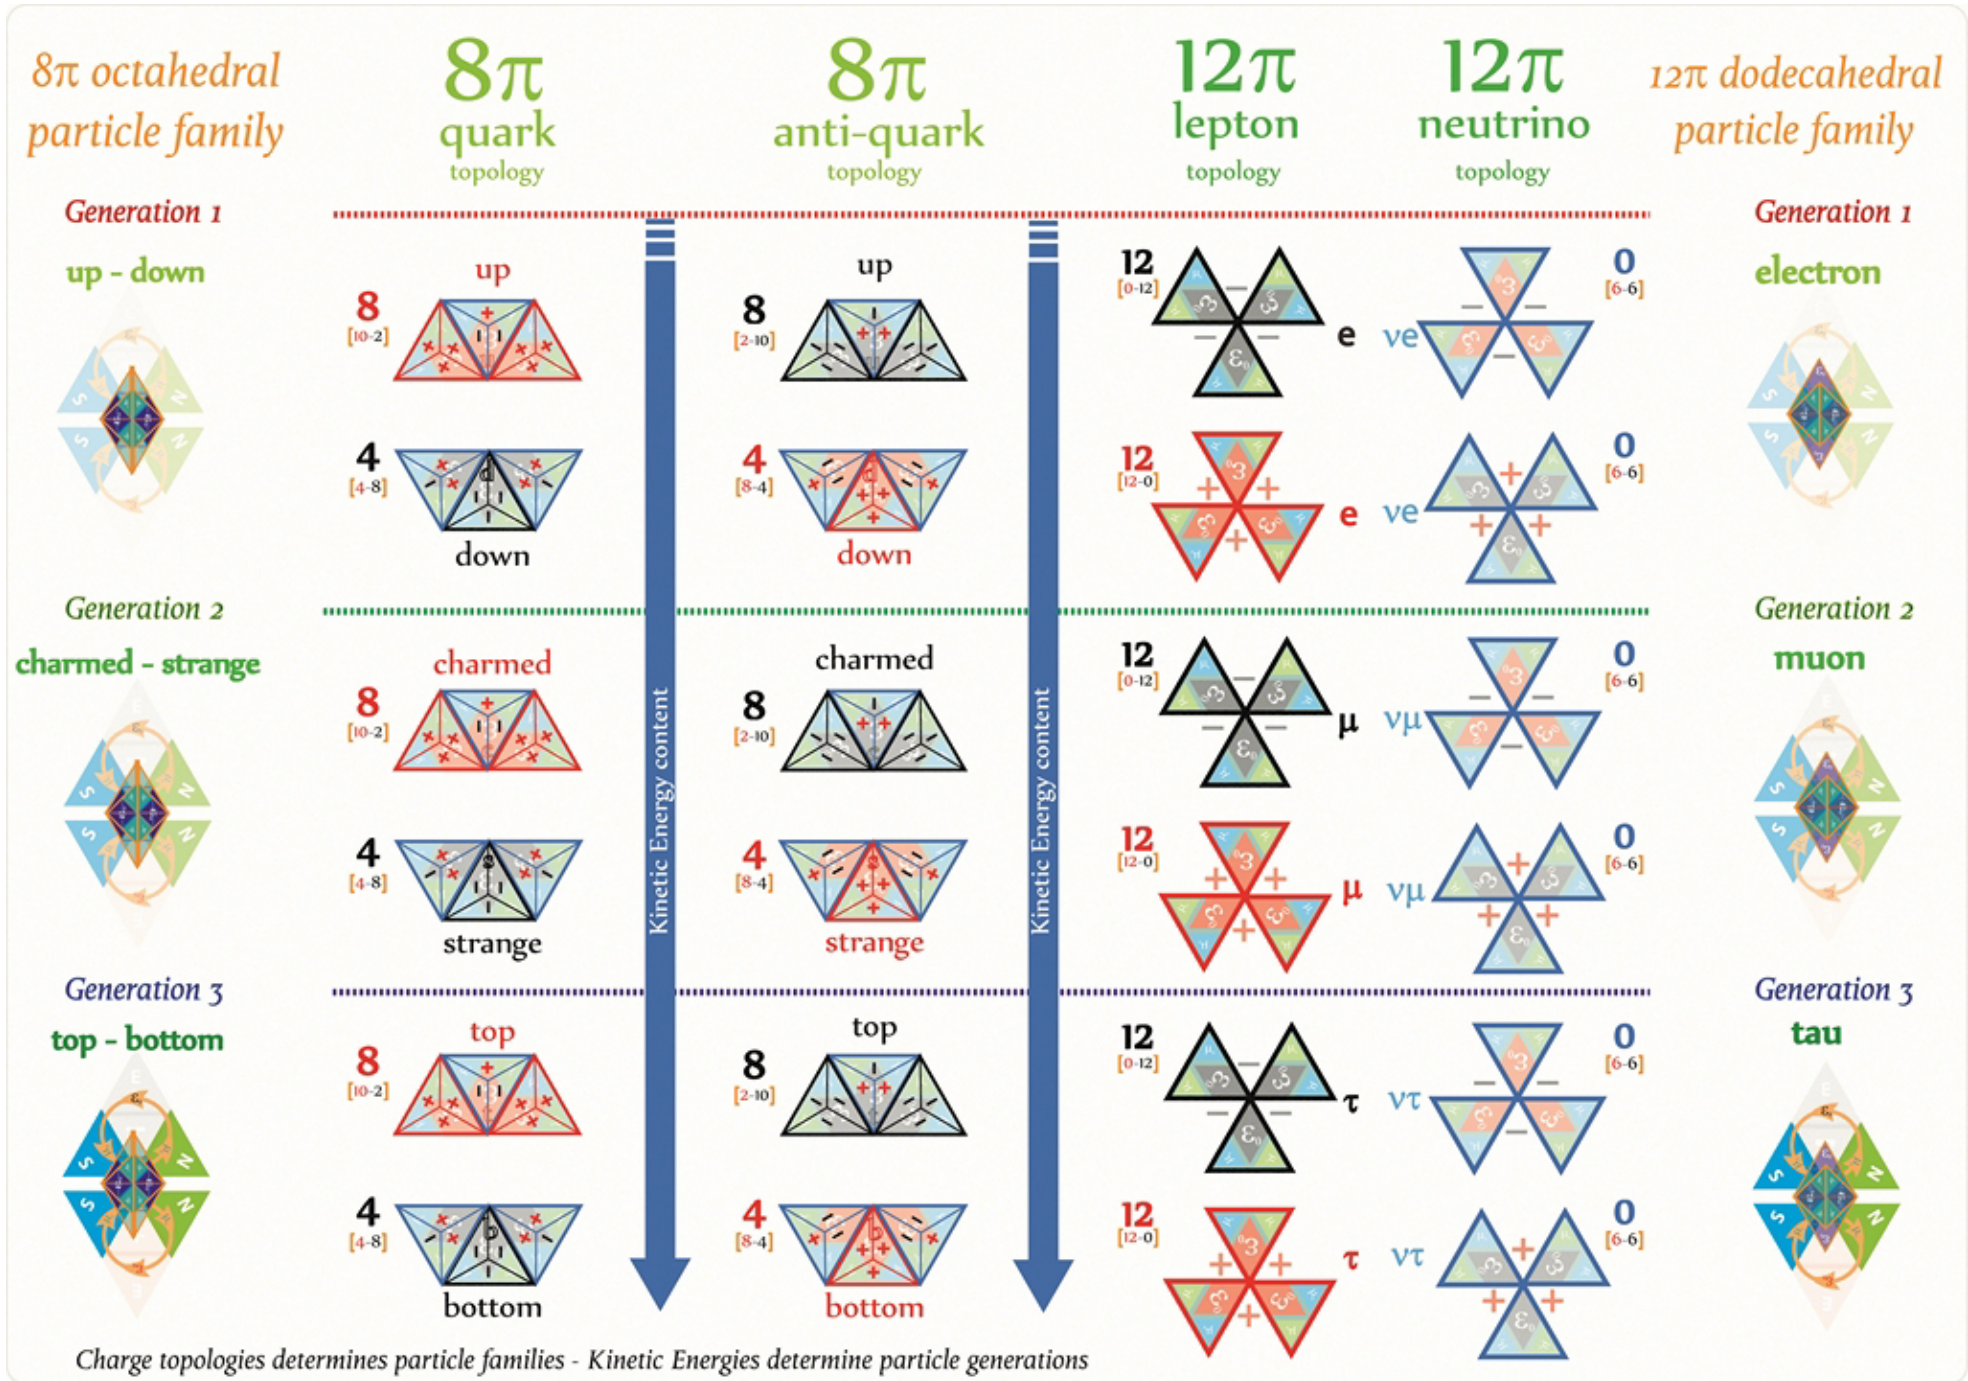 8π octahedral
particle family
8π
quark
topology
8π
anti-quark
topology
12π
lepton
topology
12π
neutrino
topology
12π dodecahedral
particle family
Generation 1
Generation 1
up - down
up
8
[10-2]
up
8
[2-10]
12
[0-12]
e
νe
0
[6-6]
electron
4
[4-8]
down
4
[8-4]
down
12
[12-0]
e
νe
0
[6-6]
Generation 2
Generation 2
charmed - strange
charmed
8
[10-2]
charmed
8
[2-10]
12
[0-12]
μ
νμ
0
[6-6]
muon
4
[4-8]
strange
4
[8-4]
strange
12
[12-0]
μ
νμ
0
[6-6]
Kinetic Energy content
Kinetic Energy content
Generation 3
Generation 3
top - bottom
top
8
[10-2]
top
8
[2-10]
12
[0-12]
τ
ντ
0
[6-6]
tau
4
[4-8]
bottom
4
[8-4]
bottom
12
[12-0]
τ
ντ
0
[6-6]
S
N
S
N
S
N
S
N
Charge topologies determines particle families - Kinetic Energies determine particle generations